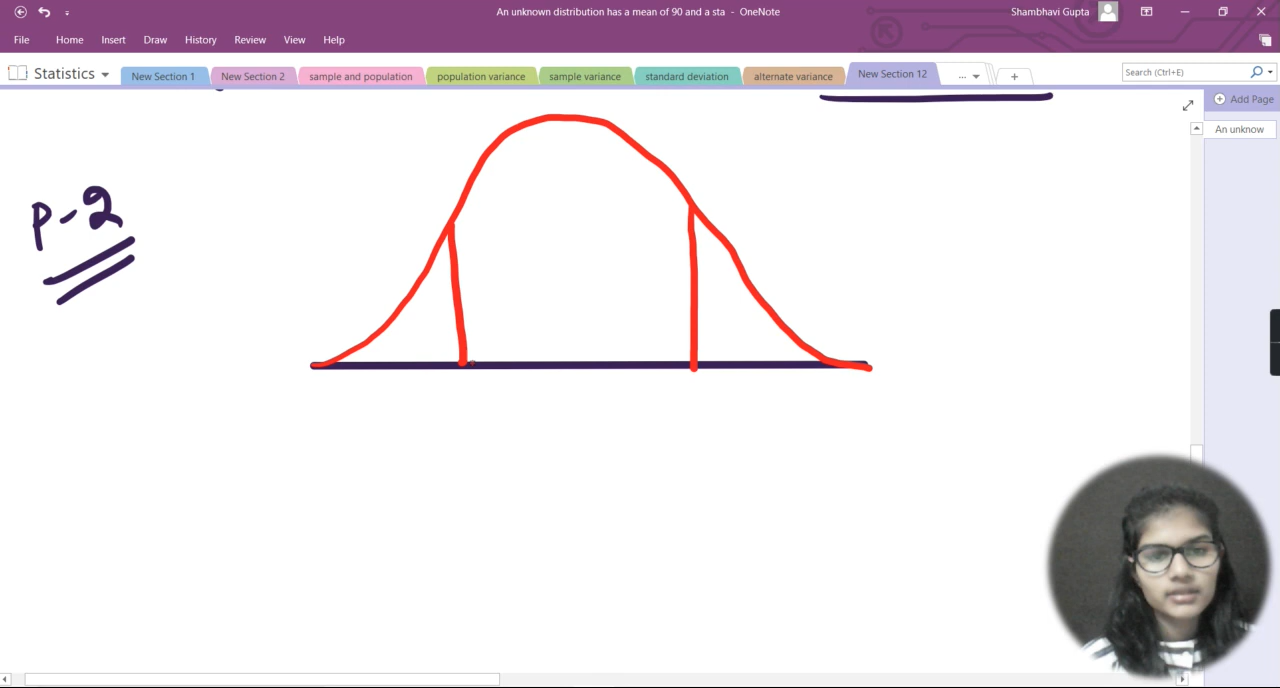 An unknown distribution has a mean of 90 and a sta - OneNote
Shambhavi Gupta
File Home Insert Draw History Review View Help
Statistics
New Section 1
New Section 2
sample and population
population variance
sample variance
standard deviation
alternate variance
New Section 12
...
+
Search (Ctrl+E)
Add Page
An unknow
P-2